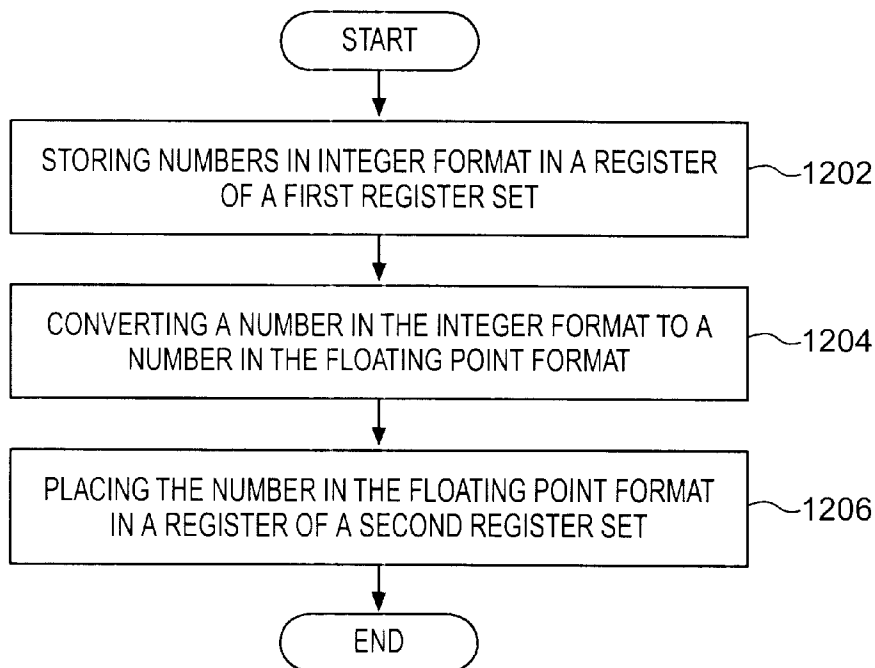 START
STORING NUMBERS IN INTEGER FORMAT IN A REGISTER
OF A FIRST REGISTER SET
1202
CONVERTING A NUMBER IN THE INTEGER FORMAT TO A
NUMBER IN THE FLOATING POINT FORMAT
1204
PLACING THE NUMBER IN THE FLOATING POINT FORMAT
IN A REGISTER OF A SECOND REGISTER SET
1206
END